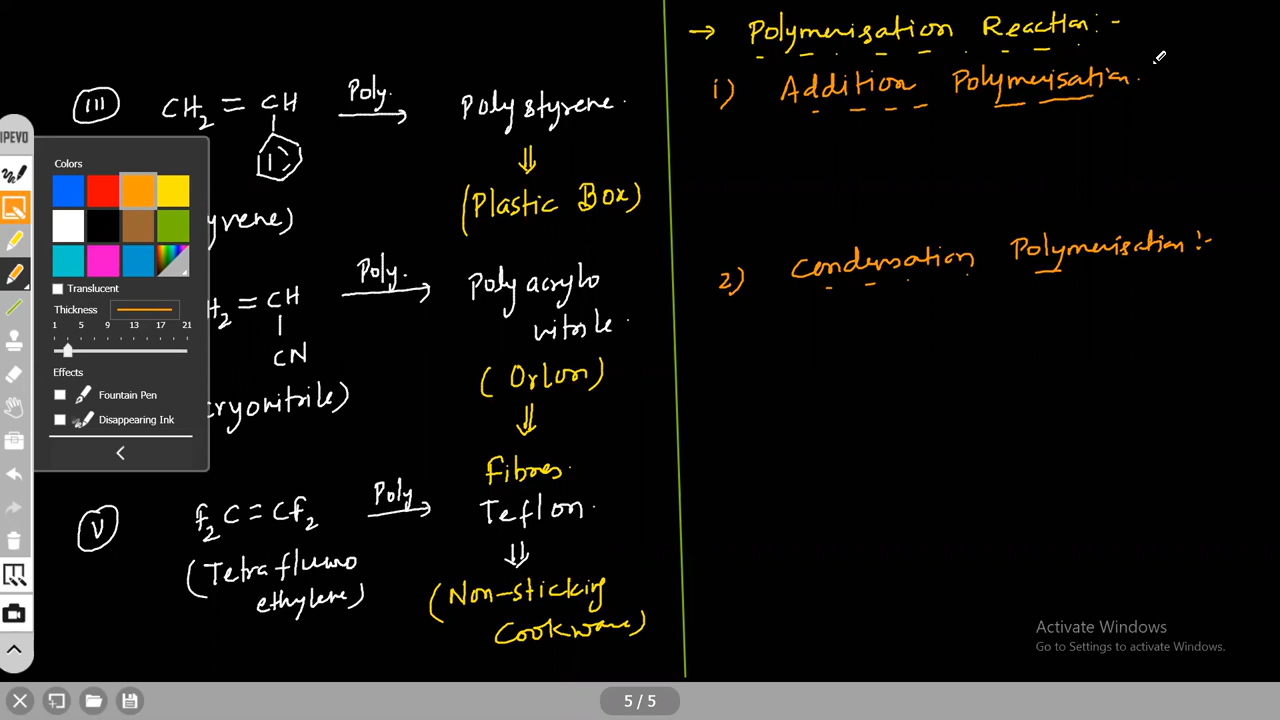 III CH2 = CH Poly. Polystyrene.
(Plastic Box)
yrene)
H2 = CH Poly. Polyacrylo
nitrile.
CN
(Orlon)
cryonitrile)
Fibres.
V F2C = CF2 Poly Teflon.
(Tetrafluoro
ethylene)
(Non-sticking
Cookware)
→ Polymerisation Reaction:-
1) Addition Polymerisation.
2) Condensation Polymerisation:-
IPEVO
Colors
Translucent
Thickness
1 5 9 13 17 21
Effects
Fountain Pen
Disappearing Ink
5 / 5
Activate Windows
Go to Settings to activate Windows.